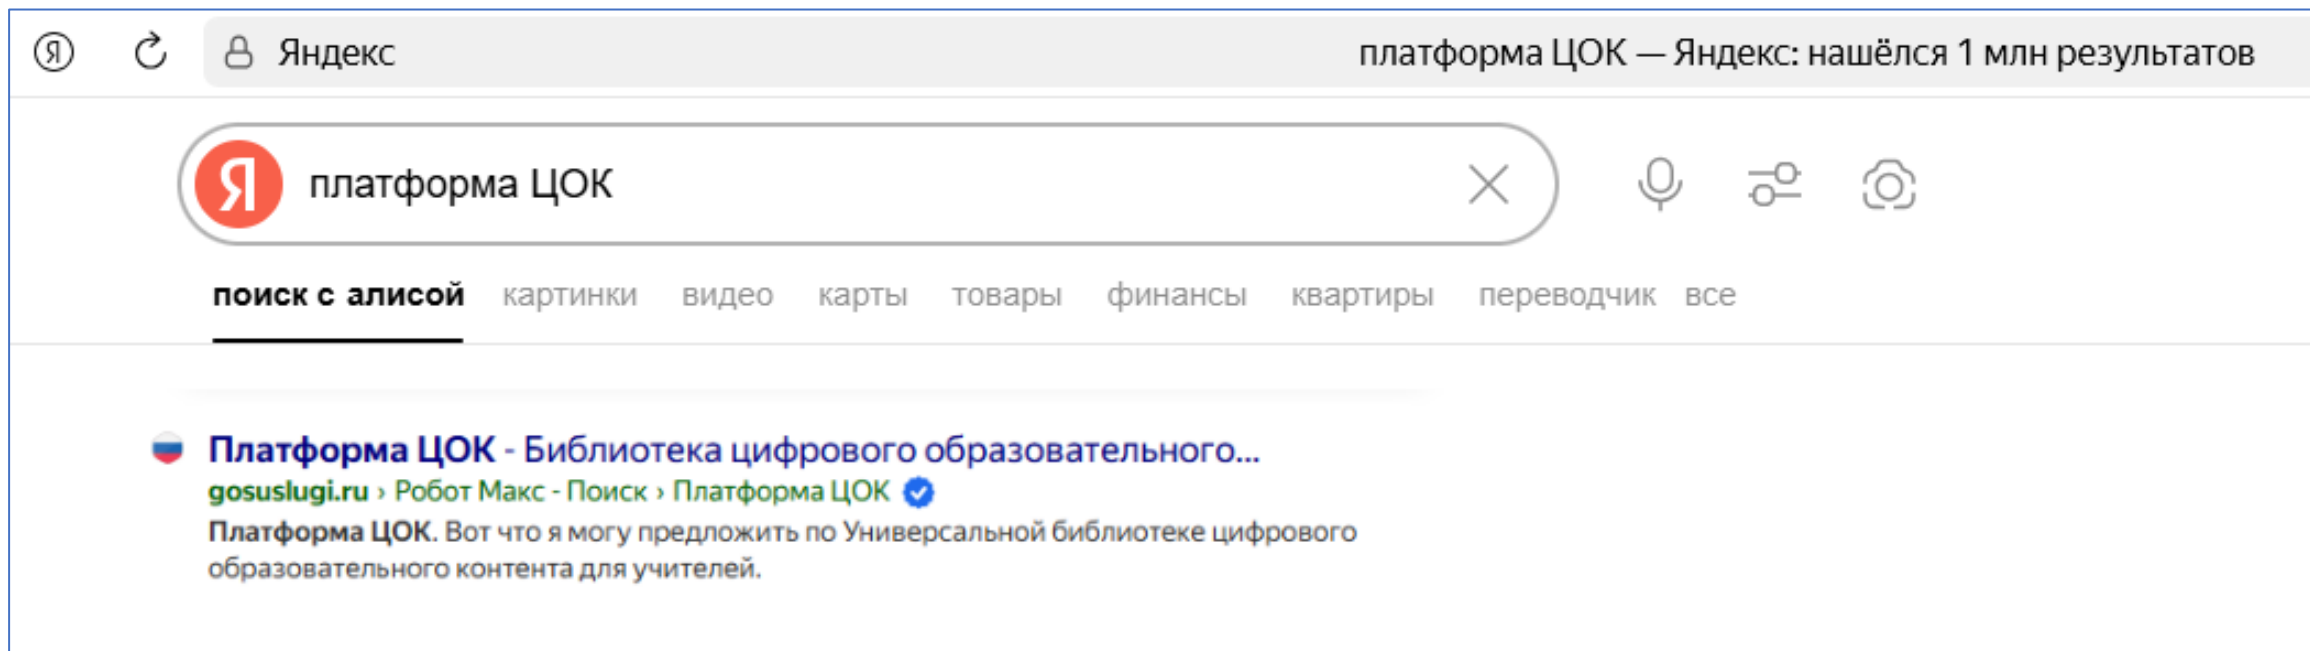 Яндекс платформа ЦОК — Яндекс: нашёлся 1 млн результатов
Я платформа ЦОК
поиск с алисой картинки видео карты товары финансы квартиры переводчик все
Платформа ЦОК - Библиотека цифрового образовательного...
gosuslugi.ru › Робот Макс - Поиск › Платформа ЦОК
Платформа ЦОК. Вот что я могу предложить по Универсальной библиотеке цифрового
образовательного контента для учителей.